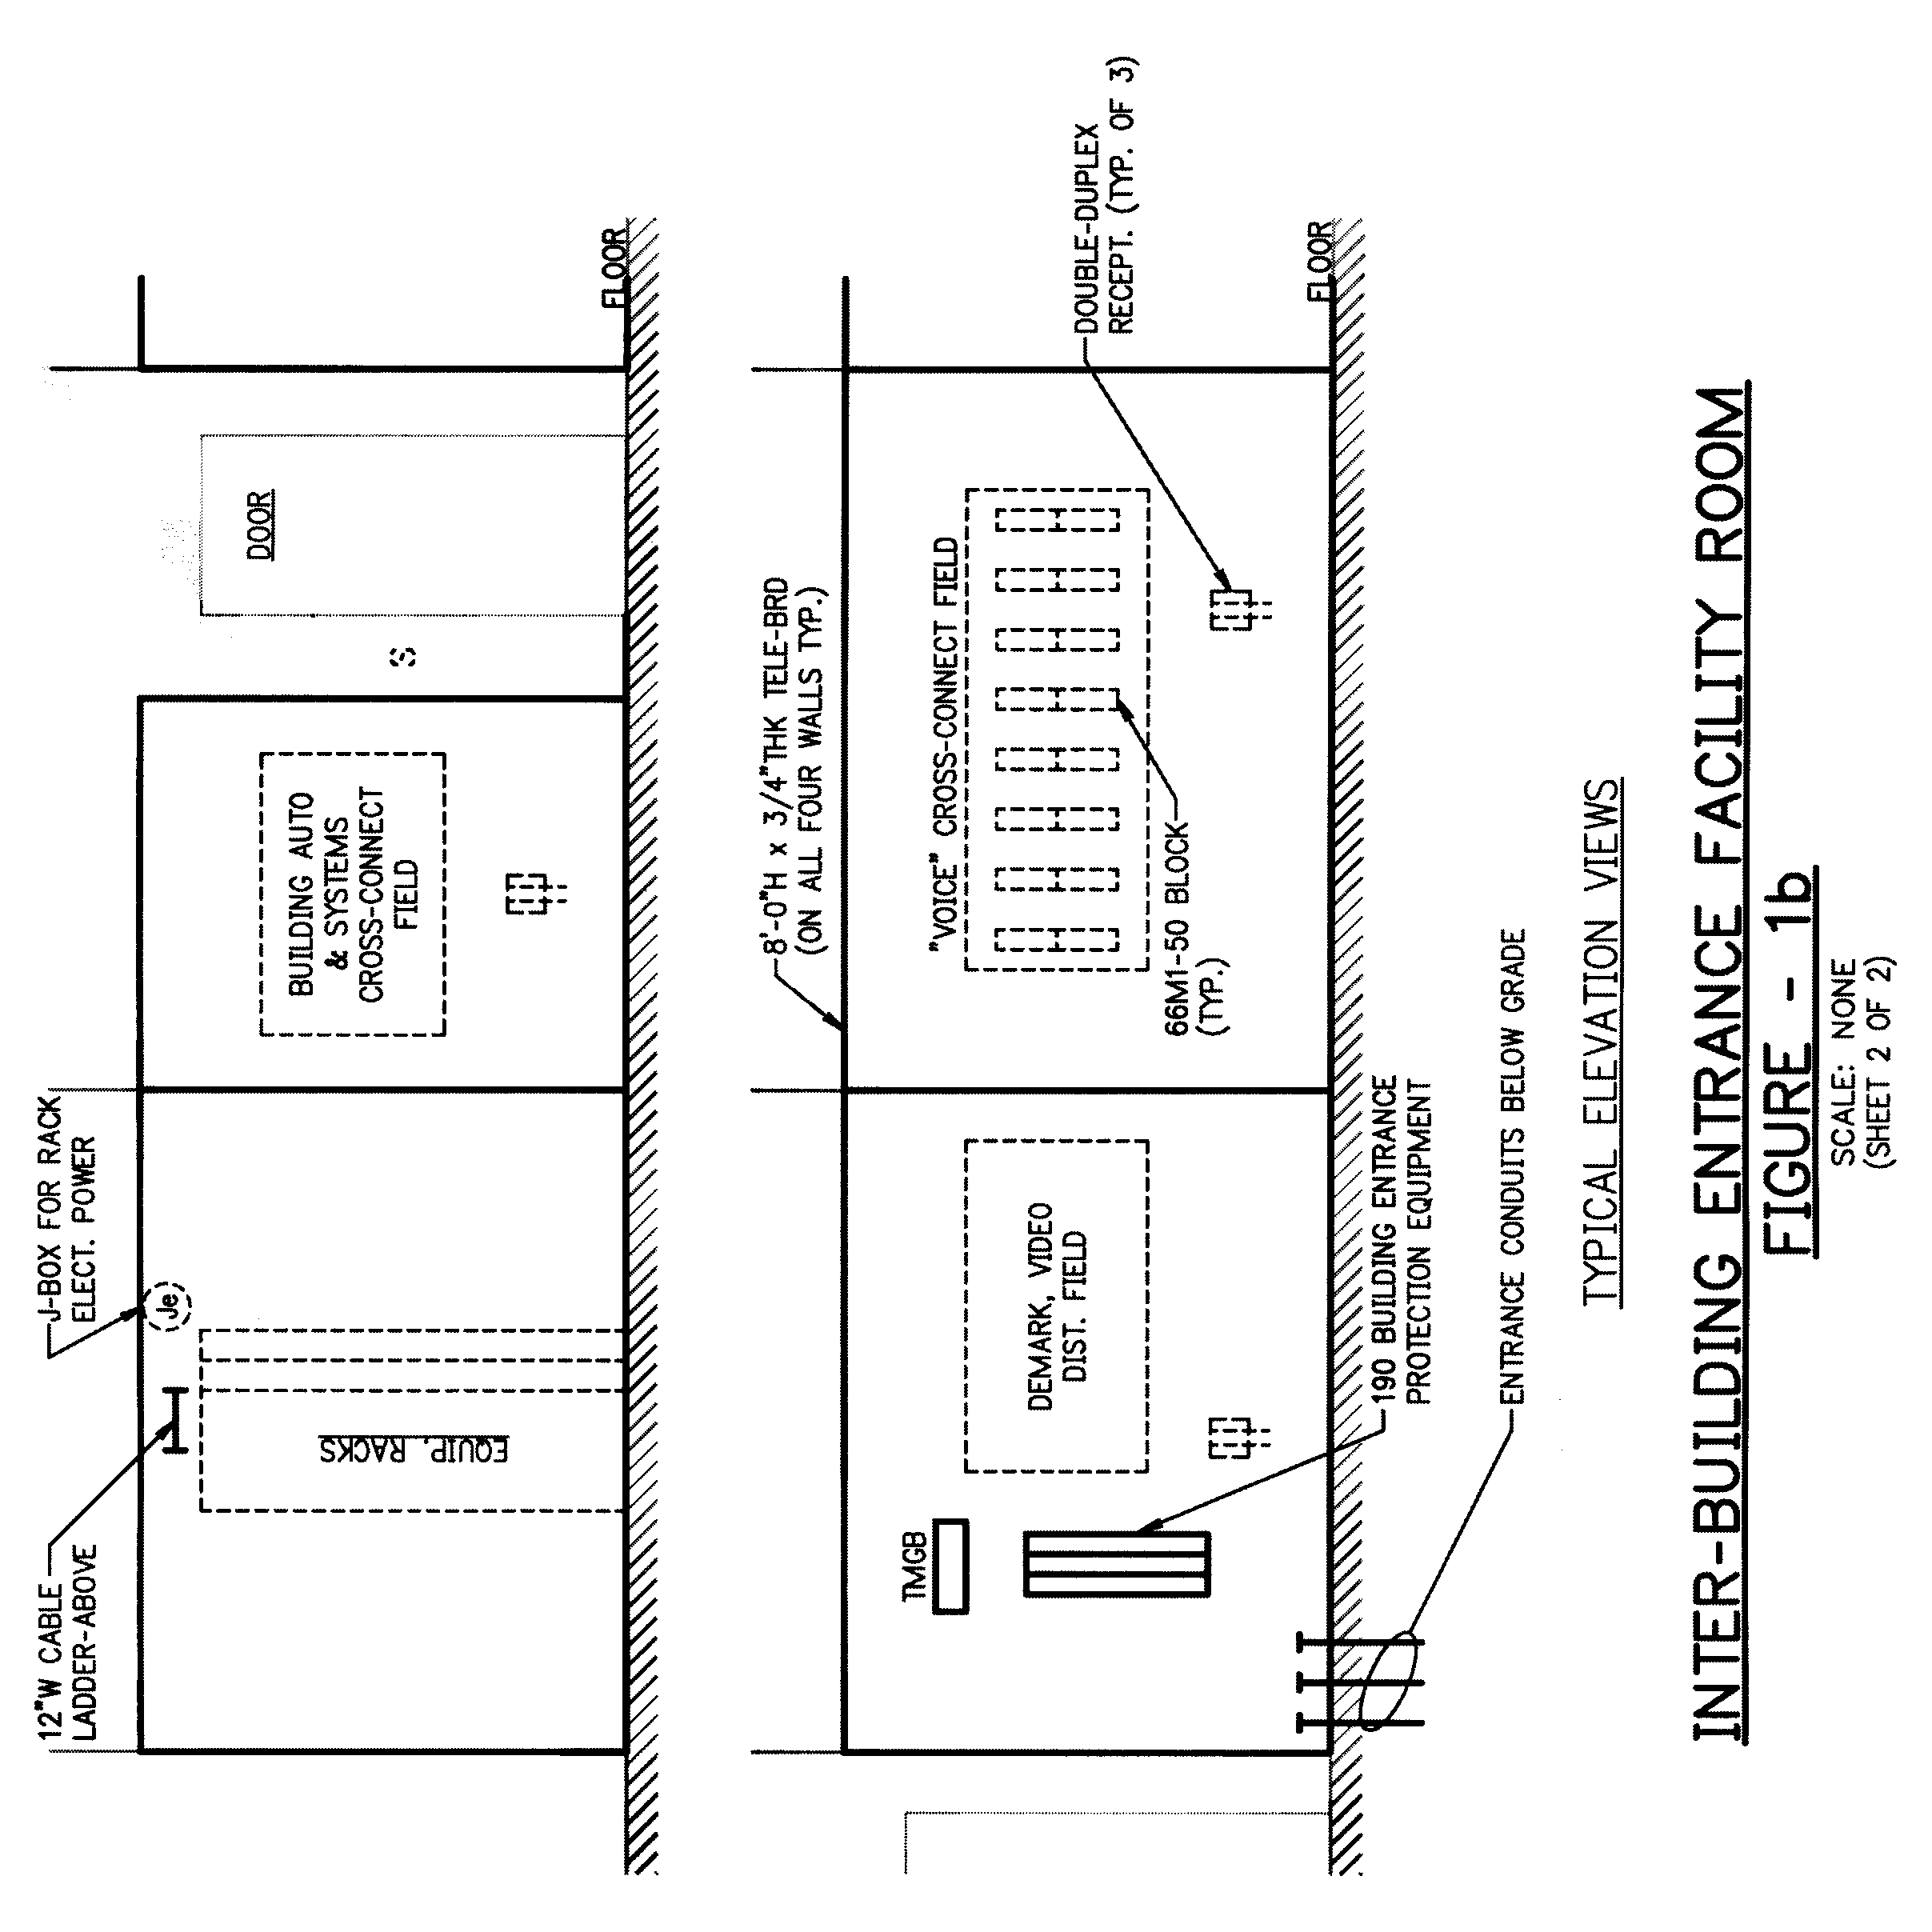 12"W CABLE
LADDER-ABOVE
J-BOX FOR RACK
ELECT. POWER
Je
EQUIP. RACKS
BUILDING AUTO
& SYSTEMS
CROSS-CONNECT
FIELD
S
DOOR
FLOOR
8'-0"H x 3/4"THK TELE-BRD
(ON ALL FOUR WALLS TYP.)
TMGB
DEMARK, VIDEO
DIST. FIELD
"VOICE" CROSS-CONNECT FIELD
66M1-50 BLOCK
(TYP.)
DOUBLE-DUPLEX
RECEPT. (TYP. OF 3)
FLOOR
190 BUILDING ENTRANCE
PROTECTION EQUIPMENT
ENTRANCE CONDUITS BELOW GRADE
TYPICAL ELEVATION VIEWS
INTER-BUILDING ENTRANCE FACILITY ROOM
FIGURE - 1b
SCALE: NONE
(SHEET 2 OF 2)